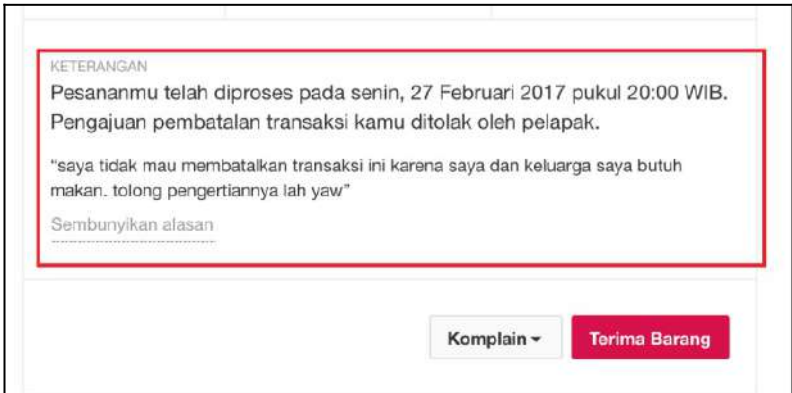 KETERANGAN
Pesananmu telah diproses pada senin, 27 Februari 2017 pukul 20:00 WIB.
Pengajuan pembatalan transaksi kamu ditolak oleh pelapak.
“saya tidak mau membatalkan transaksi ini karena saya dan keluarga saya butuh
makan. tolong pengertiannya lah yaw”
Sembunyikan alasan
Komplain
Terima Barang